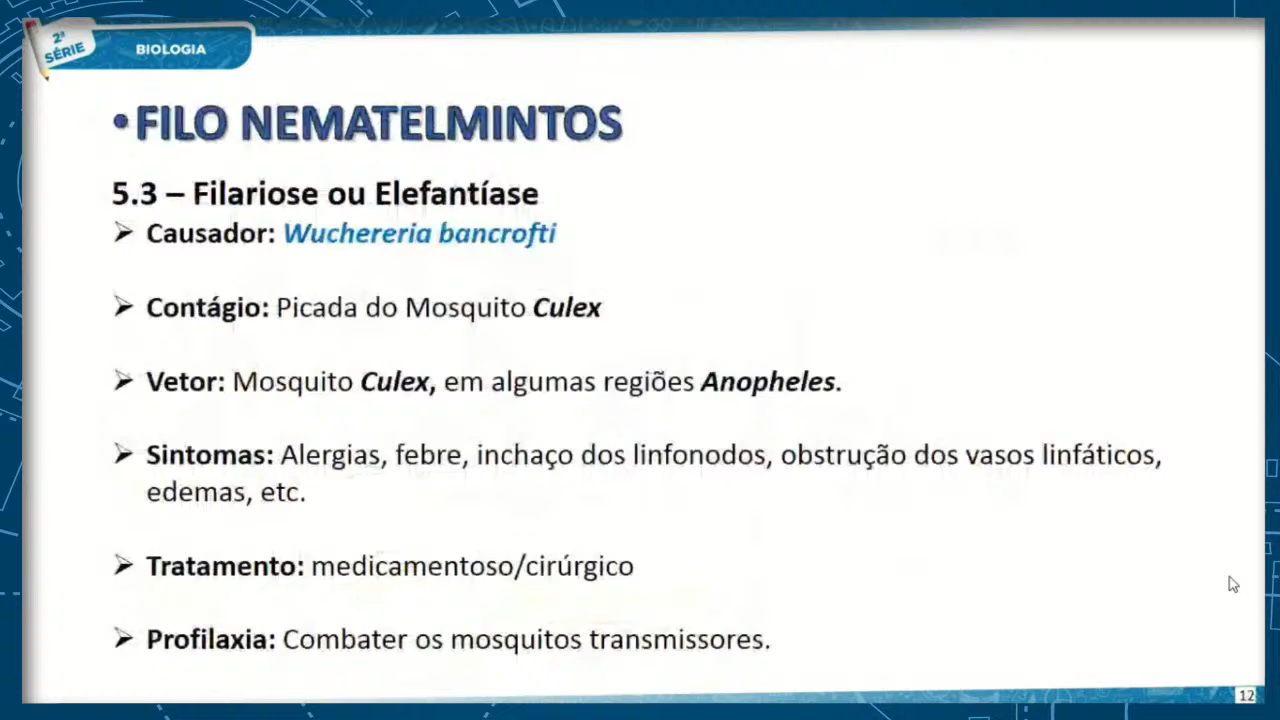 2ª
SÉRIE
BIOLOGIA
•FILO NEMATELMINTOS
5.3 – Filariose ou Elefantíase
➢ Causador: Wuchereria bancrofti
➢ Contágio: Picada do Mosquito Culex
➢ Vetor: Mosquito Culex, em algumas regiões Anopheles.
➢ Sintomas: Alergias, febre, inchaço dos linfonodos, obstrução dos vasos linfáticos,
edemas, etc.
➢ Tratamento: medicamentoso/cirúrgico
➢ Profilaxia: Combater os mosquitos transmissores.
12